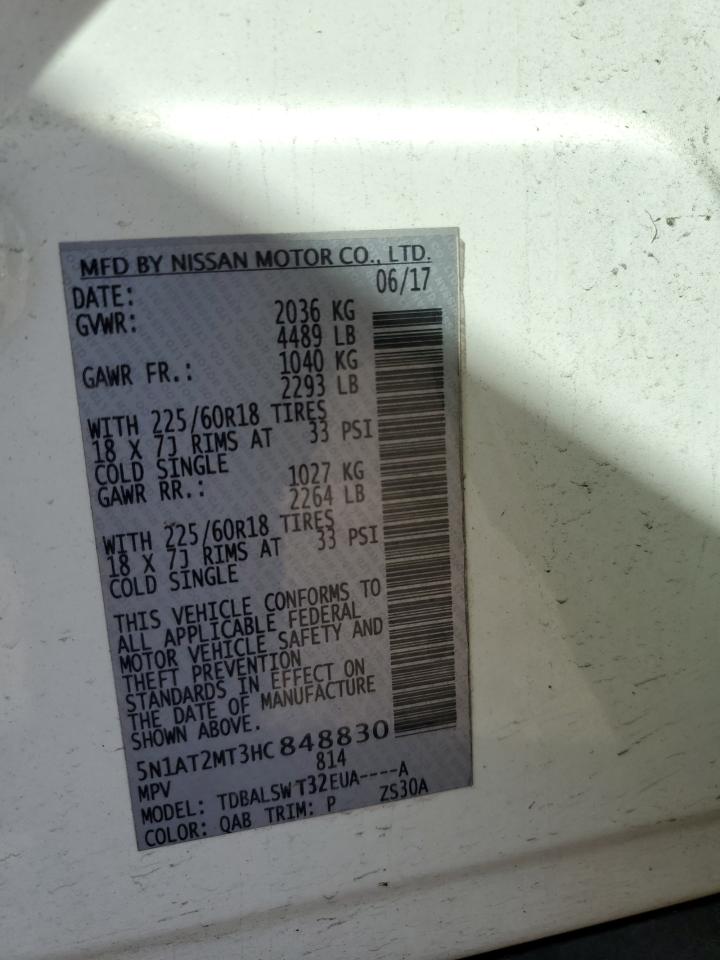 MFD BY NISSAN MOTOR CO., LTD.
DATE: 06/17
GVWR: 2036 KG
4489 LB
GAWR FR.: 1040 KG
2293 LB
WITH 225/60R18 TIRES
18 X 7J RIMS AT 33 PSI
COLD SINGLE
GAWR RR.: 1027 KG
2264 LB
WITH 225/60R18 TIRES
18 X 7J RIMS AT 33 PSI
COLD SINGLE
THIS VEHICLE CONFORMS TO
ALL APPLICABLE FEDERAL
MOTOR VEHICLE SAFETY AND
THEFT PREVENTION
STANDARDS IN EFFECT ON
THE DATE OF MANUFACTURE
SHOWN ABOVE.
5N1AT2MT3HC848830
MPV 814
MODEL: TDBALSWT32EUA----A
COLOR: QAB TRIM: P ZS30A